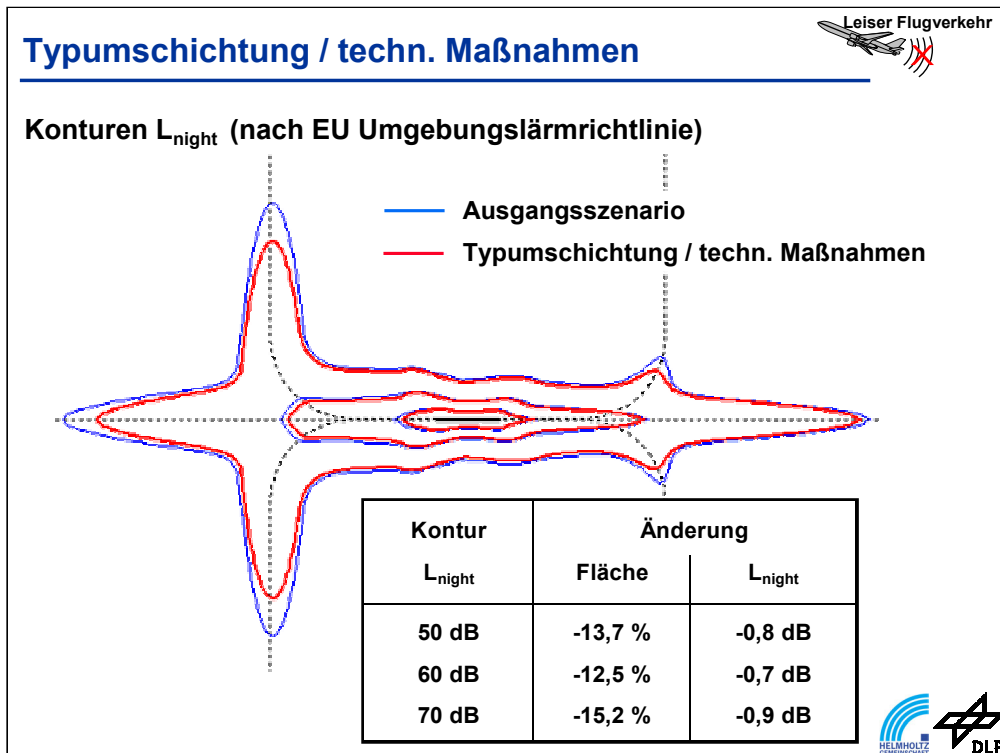 Leiser Flugverkehr
Typumschichtung / techn. Maßnahmen
Konturen Lnight (nach EU Umgebungslärmrichtlinie)
Ausgangsszenario
Typumschichtung / techn. Maßnahmen
Kontur Änderung
Lnight Fläche Lnight
50 dB -13,7 % -0,8 dB
60 dB -12,5 % -0,7 dB
70 dB -15,2 % -0,9 dB
HELMHOLTZ
GEMEINSCHAFT
DLR